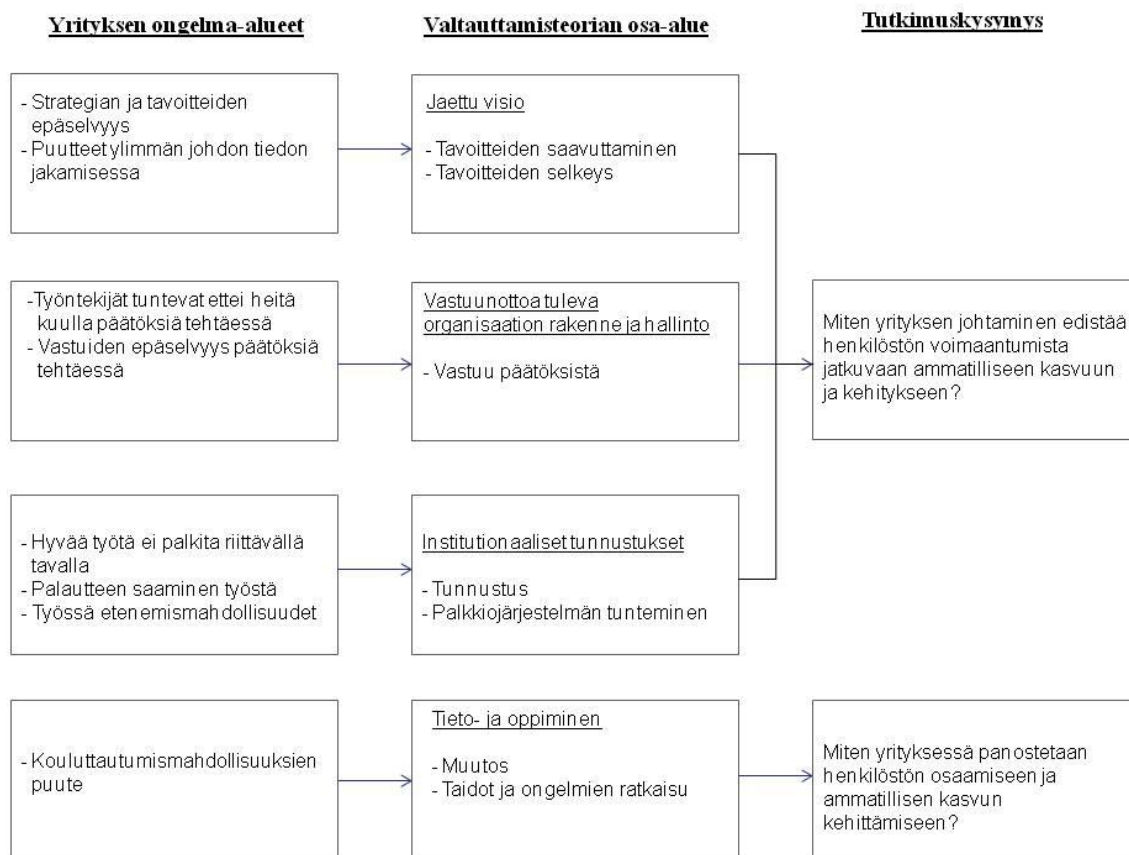 Yrityksen ongelma-alueet
Valtauttamisteorian osa-alue
Tutkimuskysymys
- Strategian ja tavoitteiden
epäselvyys
- Puutteet ylimmän johdon tiedon
jakamisessa
Jaettu visio
- Tavoitteiden saavuttaminen
- Tavoitteiden selkeys
-Työntekijät tuntevat ettei heitä
kuulla päätöksiä tehtäessä
- Vastuiden epäselvyys päätöksiä
tehtäessä
Vastuunottoa tuleva
organisaation rakenne ja hallinto
- Vastuu päätöksistä
Miten yrityksen johtaminen edistää
henkilöstön voimaantumista
jatkuvaan ammatilliseen kasvuun
ja kehitykseen?
- Hyvää työtä ei palkita riittävällä
tavalla
- Palautteen saaminen työstä
- Työssä etenemismahdollisuudet
Institutionaaliset tunnustukset
- Tunnustus
- Palkkiojärjestelmän tunteminen
- Kouluttautumismahdollisuuksien
puute
Tieto- ja oppiminen
- Muutos
- Taidot ja ongelmien ratkaisu
Miten yrityksessä panostetaan
henkilöstön osaamiseen ja
ammatillisen kasvun
kehittämiseen?